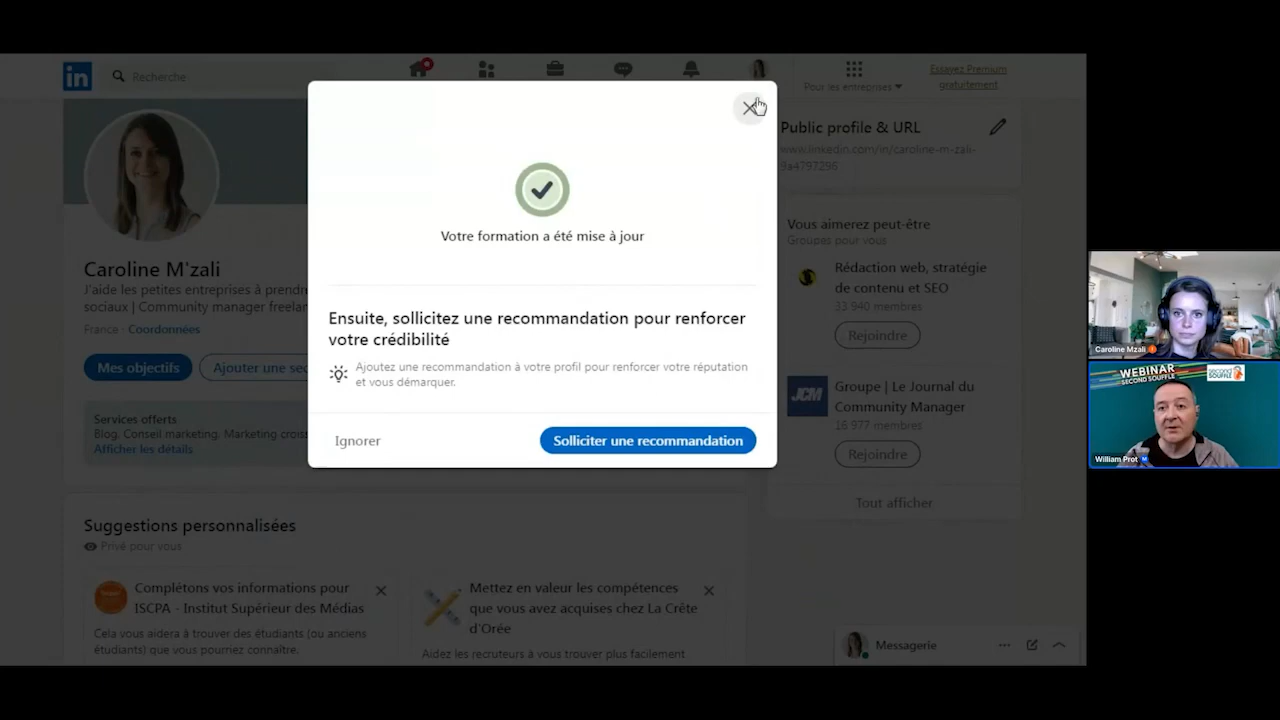 in
Recherche
Pour les entreprises
Essayez Premium
gratuitement
Votre formation a été mise à jour
Ensuite, sollicitez une recommandation pour renforcer
votre crédibilité
Ajoutez une recommandation à votre profil pour renforcer votre réputation
et vous démarquer.
Ignorer
Solliciter une recommandation
Caroline M'zali
J'aide les petites entreprises à prendre
sociaux | Community manager freelan
France · Coordonnées
Mes objectifs
Ajouter une sec
Services offerts
Blog. Conseil marketing. Marketing croiss
Afficher les détails
Suggestions personnalisées
Privé pour vous
Complétons vos informations pour
ISCPA - Institut Supérieur des Médias
Cela vous aidera à trouver des étudiants (ou anciens
étudiants) que vous pourriez connaître.
Mettez en valeur les compétences
que vous avez acquises chez La Crête
d'Orée
Aidez les recruteurs à vous trouver plus facilement
Public profile & URL
www.linkedin.com/in/caroline-m-zali-
9a4797296
Vous aimerez peut-être
Groupes pour vous
Rédaction web, stratégie
de contenu et SEO
33 940 membres
Rejoindre
JCM
Groupe | Le Journal du
Community Manager
16 977 membres
Rejoindre
Tout afficher
Messagerie
Caroline Mzali
WEBINAR
SECOND SOUFFLE
second
souffle
William Prot